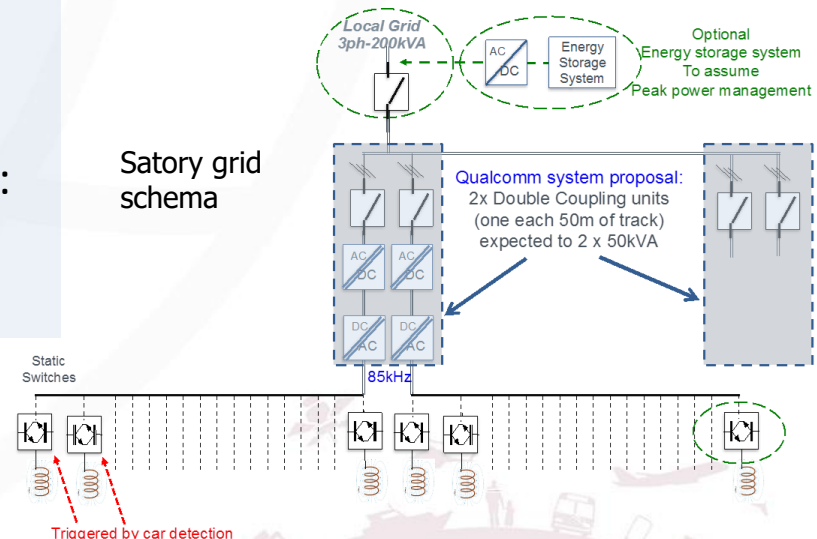 :
Satory grid
schema
Local Grid
3ph-200kVA
AC
DC
Energy
Storage
System
Optional
Energy storage system
To assume
Peak power management
Qualcomm system proposal:
2x Double Coupling units
(one each 50m of track)
expected to 2 x 50kVA
AC
DC
AC
DC
DC
AC
DC
AC
85kHz
Static
Switches
Triggered by car detection